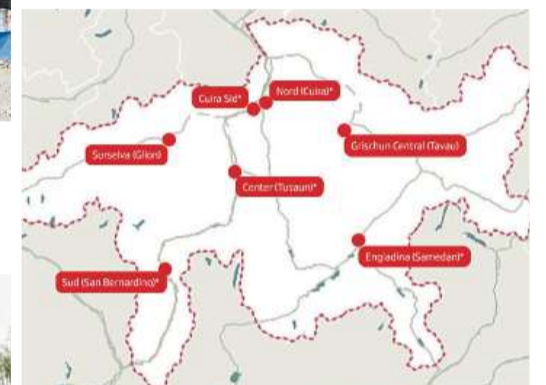 Cuira Sid*
Nord (Cuira)*
Surselva (Glion)
Grischun Central (Tavau)
Center (Tusaun)*
Engiadina (Samedan)*
Sud (San Bernardino)*